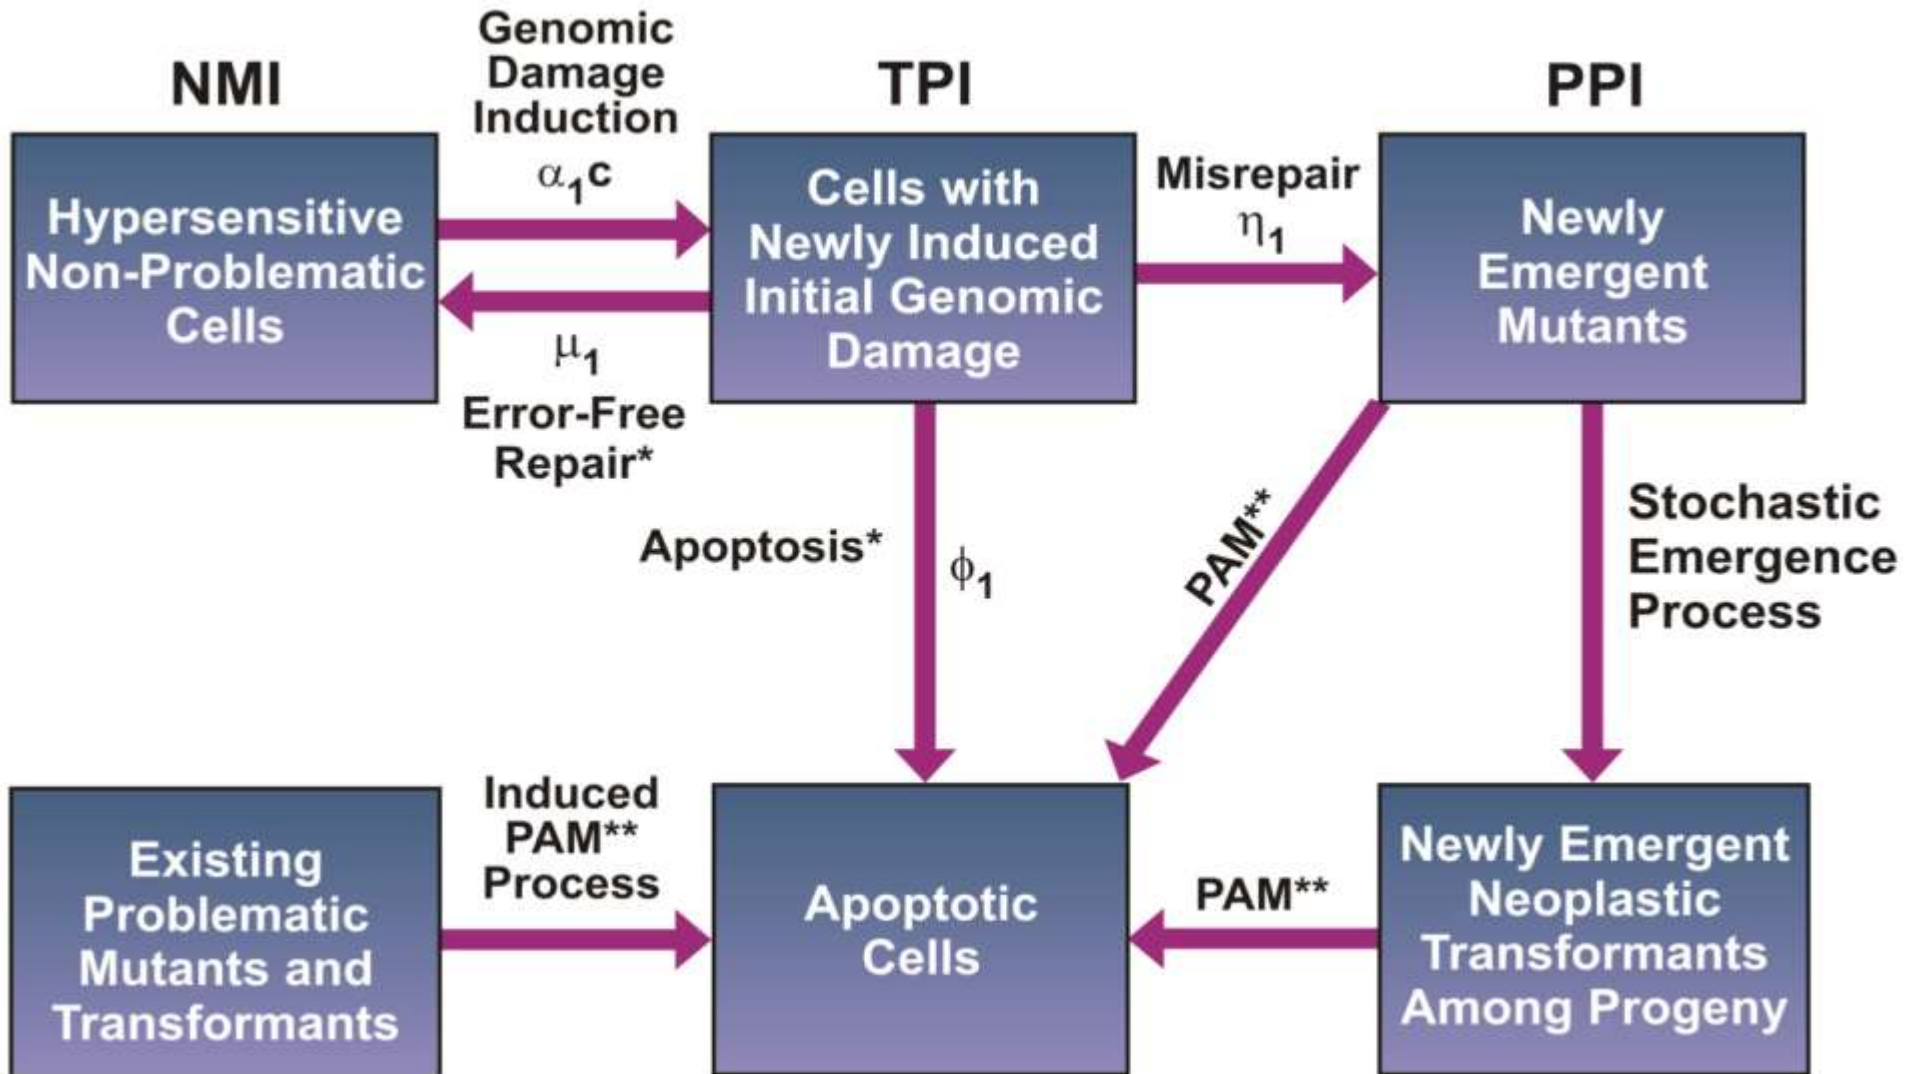 NMI
Genomic
Damage
Induction
α₁c
TPI
PPI
Hypersensitive
Non-Problematic
Cells
μ₁
Error-Free
Repair*
Cells with
Newly Induced
Initial Genomic
Damage
Misrepair
η₁
Newly
Emergent
Mutants
Apoptosis*
ϕ₁
PAM**
Stochastic
Emergence
Process
Existing
Problematic
Mutants and
Transformants
Induced
PAM**
Process
Apoptotic
Cells
PAM**
Newly Emergent
Neoplastic
Transformants
Among Progeny